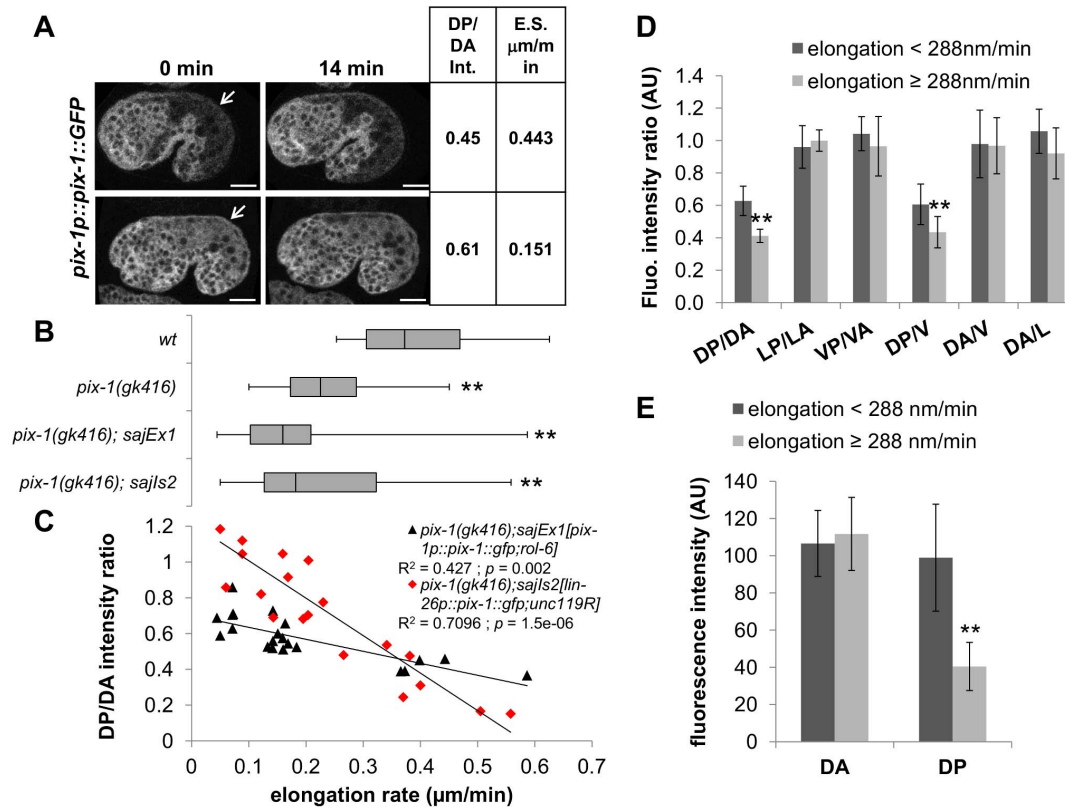 A
0 min
14 min
DP/
DA
Int.
E.S.
μm/m
in
pix-1p::pix-1::GFP
0.45
0.443
0.61
0.151
B
wt
pix-1(gk416)
**
pix-1(gk416); sajEx1
**
pix-1(gk416); sajIs2
**
C
DP/DA intensity ratio
1.2
1
0.8
0.6
0.4
0.2
0
0
0.1
0.2
0.3
0.4
0.5
0.6
0.7
elongation rate (μm/min)
pix-1(gk416);sajEx1[pix-
1p::pix-1::gfp;rol-6]
R² = 0.427 ; p = 0.002
pix-1(gk416);sajIs2[lin-
26p::pix-1::gfp;unc119R]
R² = 0.7096 ; p = 1.5e-06
D
elongation < 288nm/min
elongation ≥ 288nm/min
Fluo. intensity ratio (AU)
1.4
1.2
1.0
0.8
0.6
0.4
0.2
0.0
**
**
DP/DA
LP/LA
VP/VA
DP/V
DA/V
DA/L
E
elongation < 288 nm/min
elongation ≥ 288 nm/min
fluorescence intensity (AU)
140
120
100
80
60
40
20
0
**
DA
DP